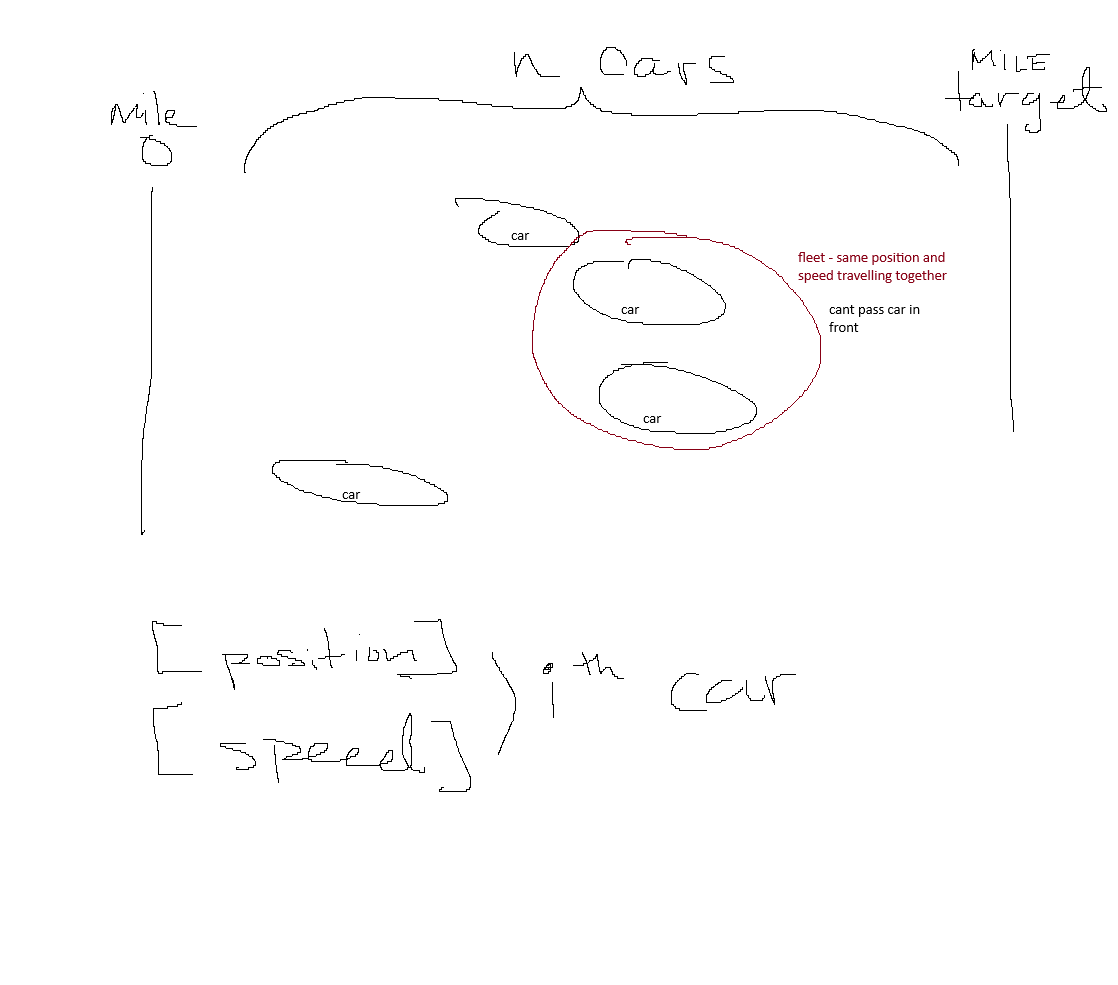 n Cars
MILE
target
Mile
0
car
fleet - same position and
speed travelling together
car
cant pass car in
front
car
car
[position]
[speed]
) ith car